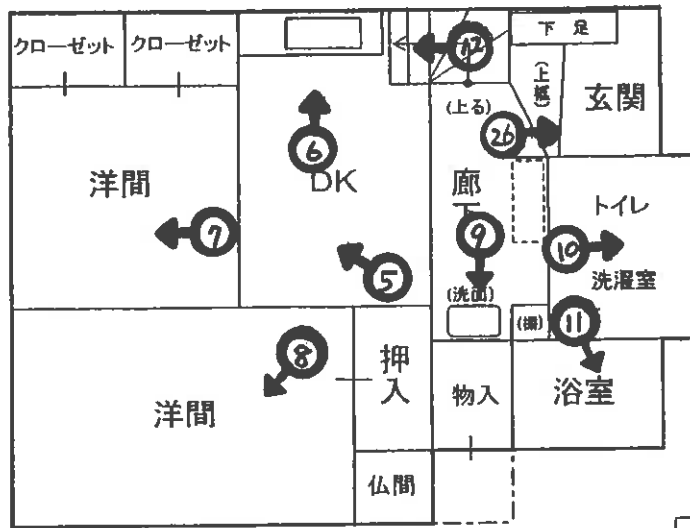 クローゼット
クローゼット
下足
⑫
(上框)
玄関
(上る)
㉖
⑥
DK
洋間
廊下
トイレ
⑦
⑨
⑩
⑤
洗濯室
(洗面)
(棚)
⑪
⑧
押入
洋間
物入
浴室
仏間